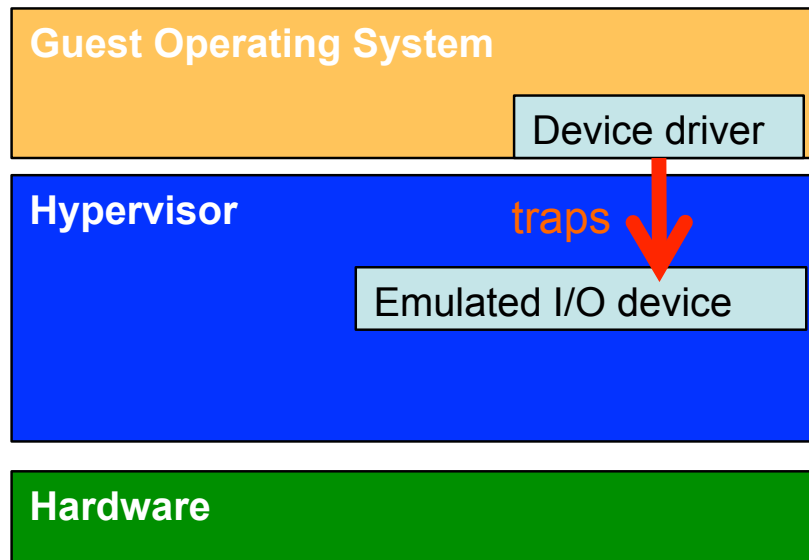 Guest Operating System
Device driver
Hypervisor
traps
Emulated I/O device
Hardware